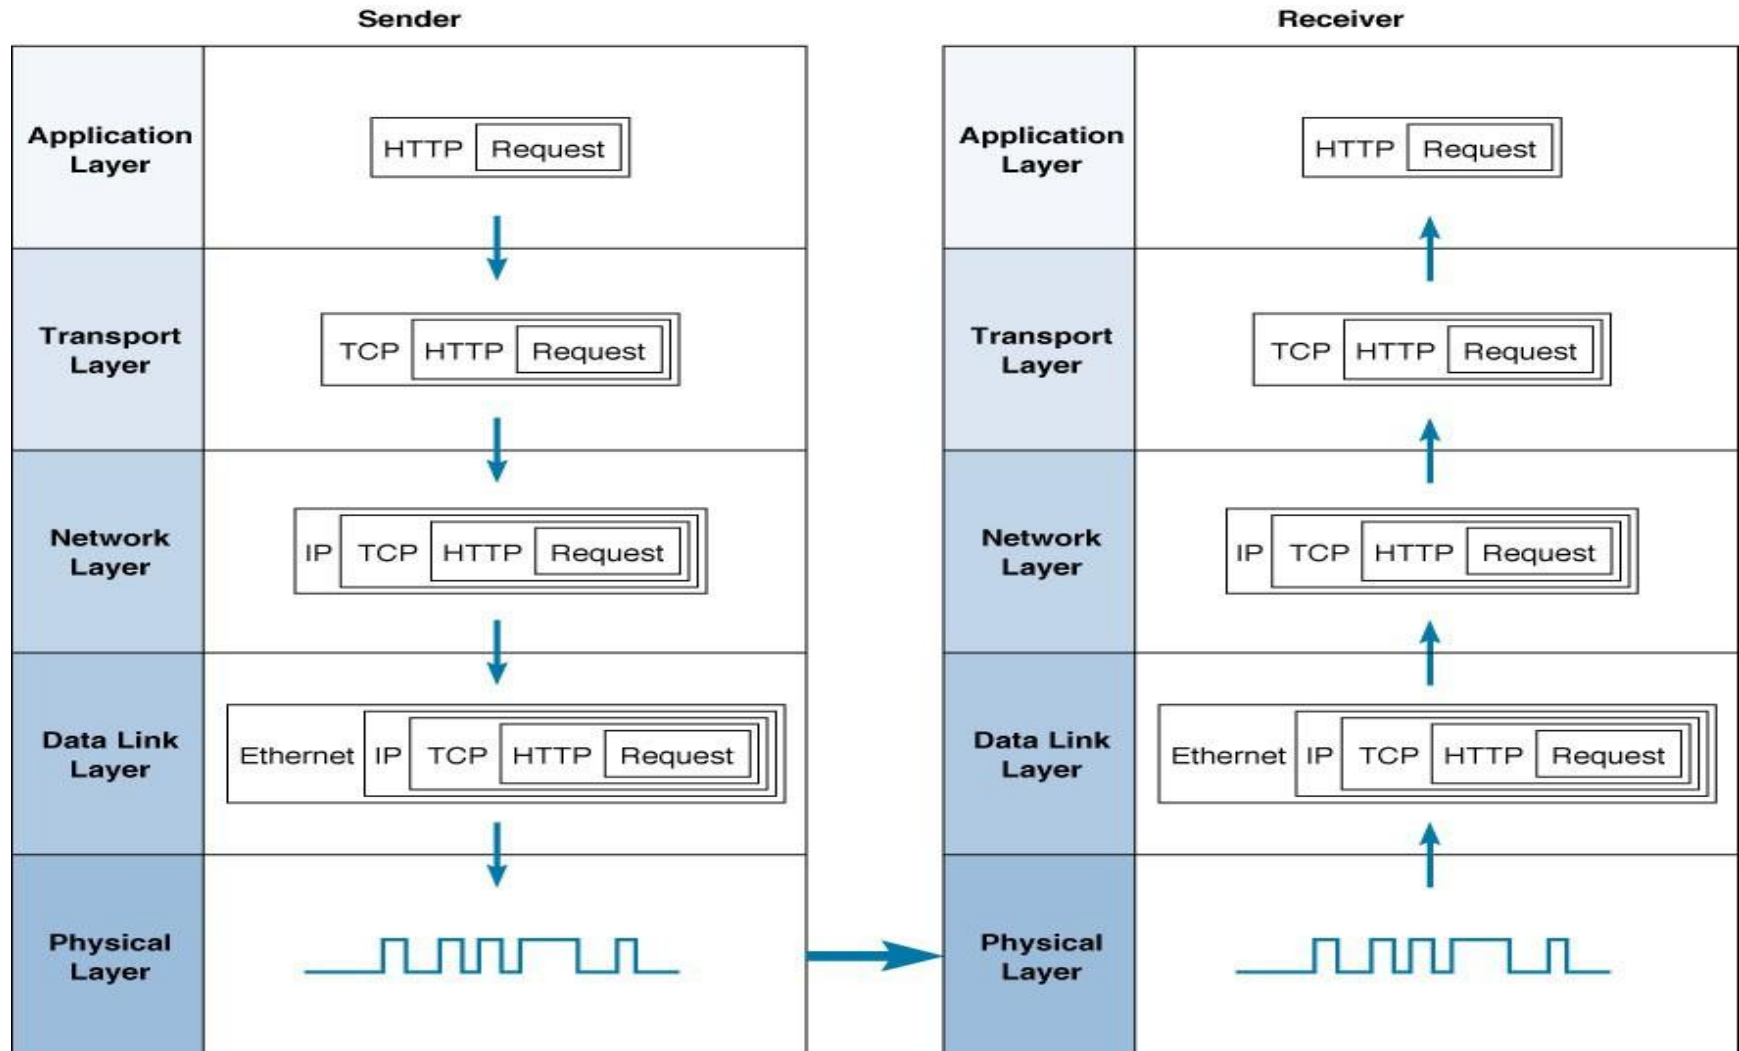 Sender
Application
Layer
HTTP Request
Transport
Layer
TCP HTTP Request
Network
Layer
IP TCP HTTP Request
Data Link
Layer
Ethernet IP TCP HTTP Request
Physical
Layer
Receiver
Application
Layer
HTTP Request
Transport
Layer
TCP HTTP Request
Network
Layer
IP TCP HTTP Request
Data Link
Layer
Ethernet IP TCP HTTP Request
Physical
Layer